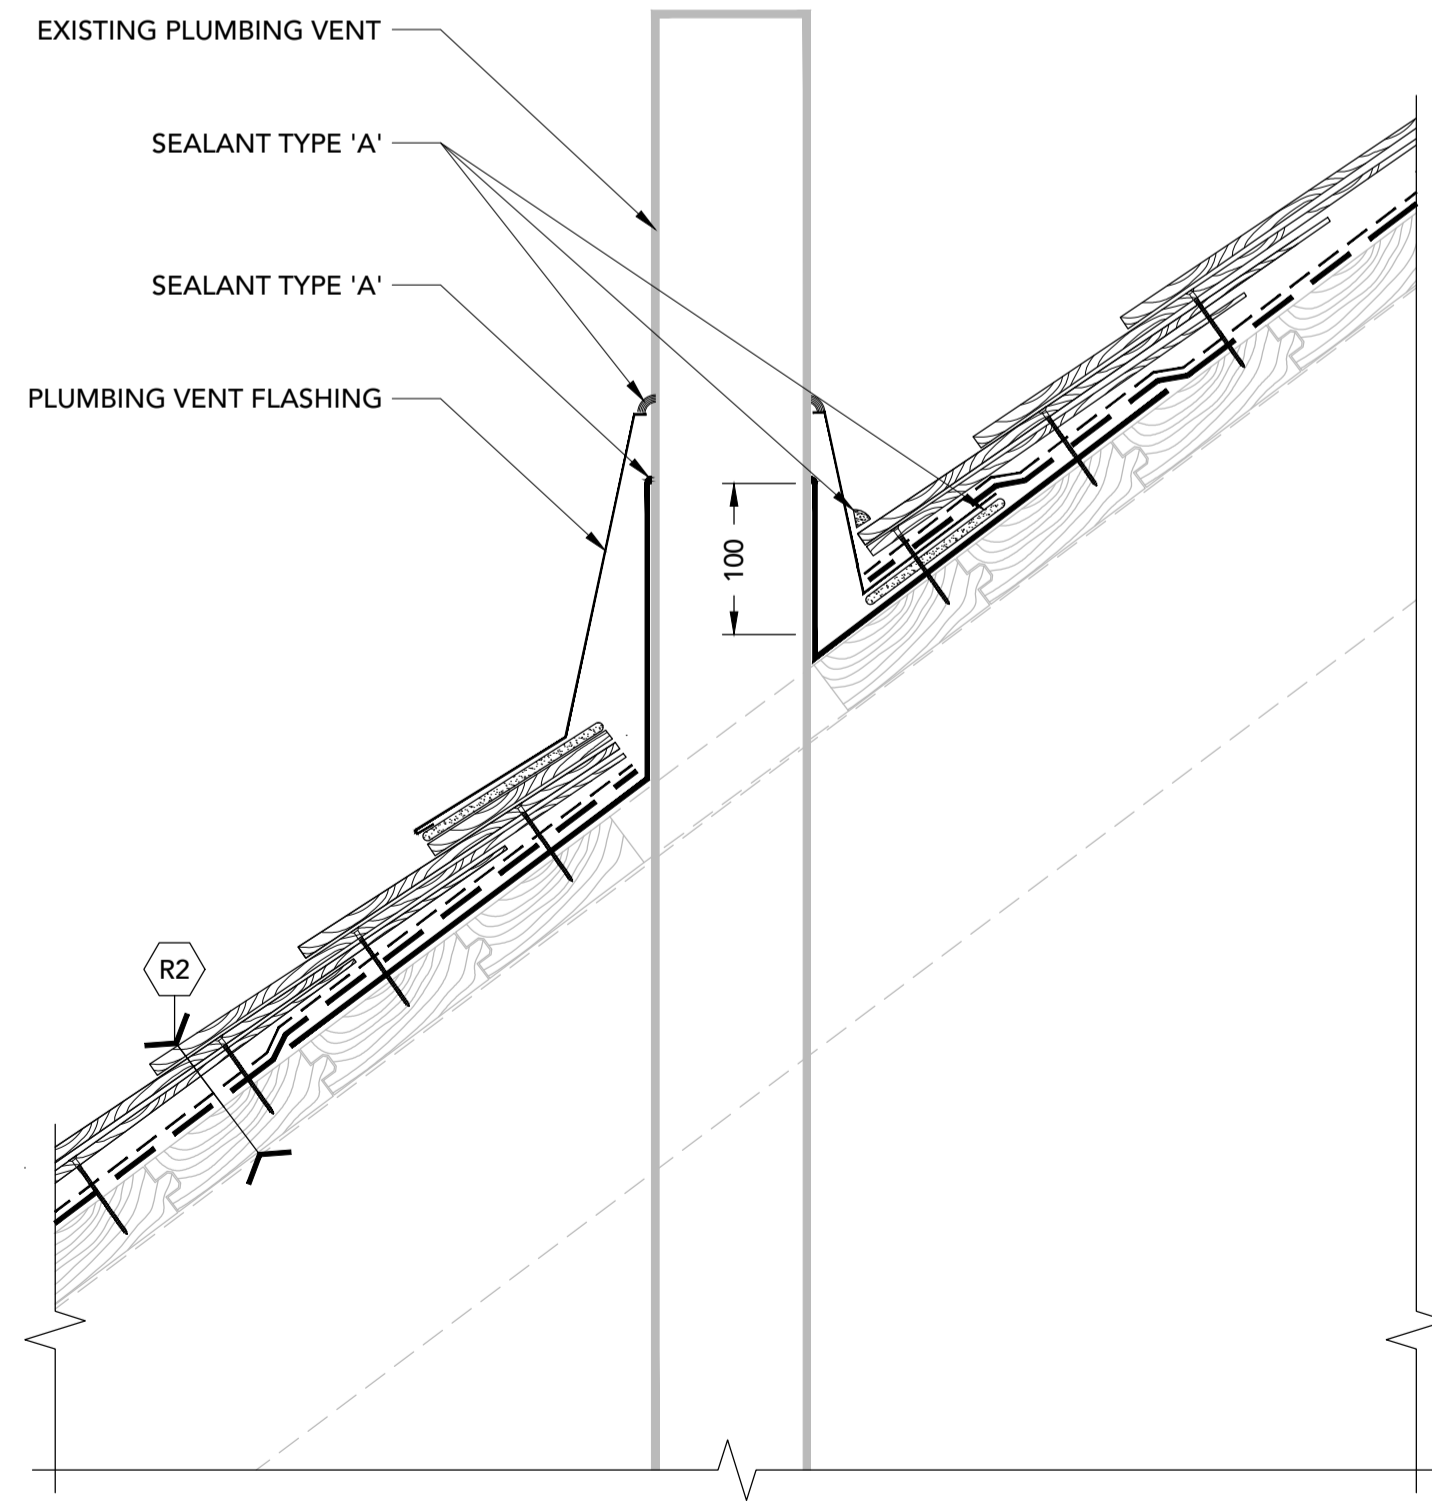 EXISTING PLUMBING VENT
SEALANT TYPE 'A'
SEALANT TYPE 'A'
PLUMBING VENT FLASHING
100
R2